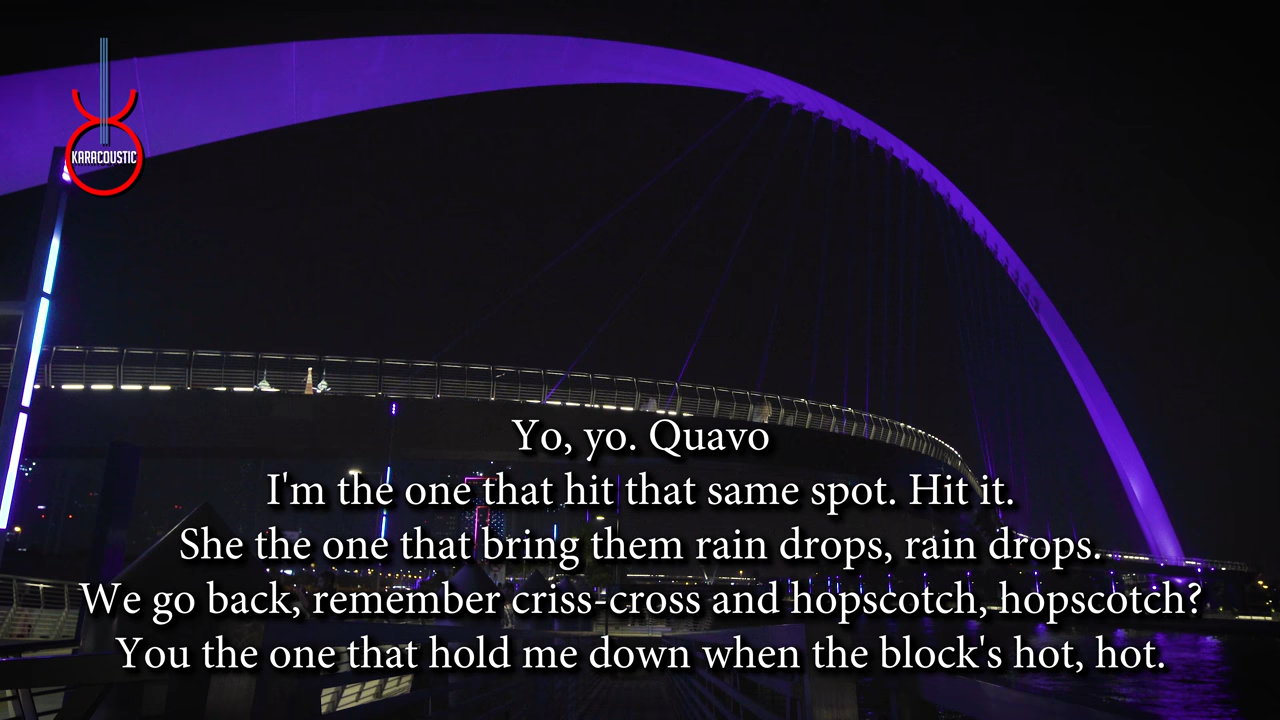 KARACOUSTIC
Yo, yo. Quavo
I'm the one that hit that same spot. Hit it.
She the one that bring them rain drops, rain drops.
We go back, remember criss-cross and hopscotch, hopscotch?
You the one that hold me down when the block's hot, hot.